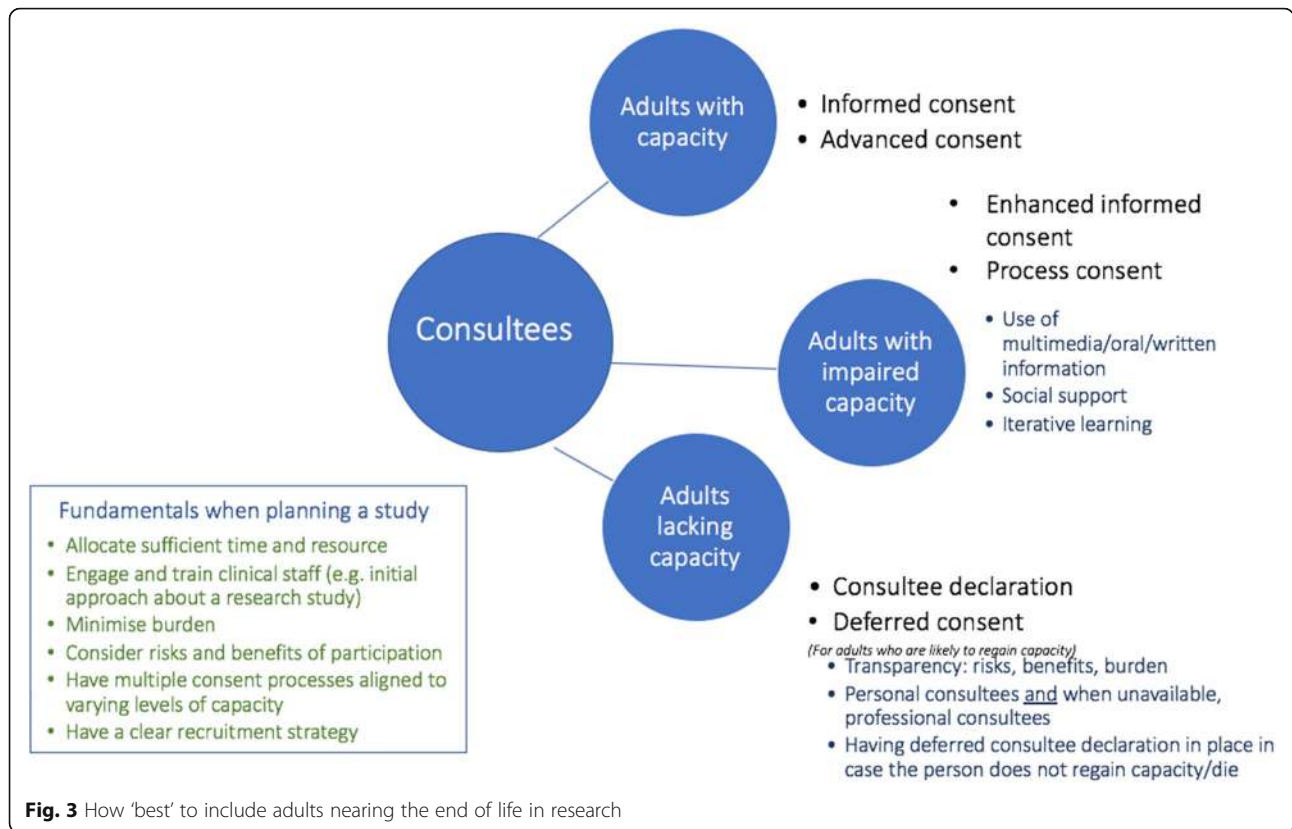 Adults with
capacity
• Informed consent
• Advanced consent
• Enhanced informed
consent
• Process consent
Consultees
Adults with
impaired
capacity
• Use of
multimedia/oral/written
information
• Social support
• Iterative learning
Adults
lacking
capacity
• Consultee declaration
• Deferred consent
(For adults who are likely to regain capacity)
• Transparency: risks, benefits, burden
• Personal consultees and when unavailable,
professional consultees
• Having deferred consultee declaration in place in
case the person does not regain capacity/die
Fundamentals when planning a study
• Allocate sufficient time and resource
• Engage and train clinical staff (e.g. initial
approach about a research study)
• Minimise burden
• Consider risks and benefits of participation
• Have multiple consent processes aligned to
varying levels of capacity
• Have a clear recruitment strategy
Fig. 3 How ‘best’ to include adults nearing the end of life in research